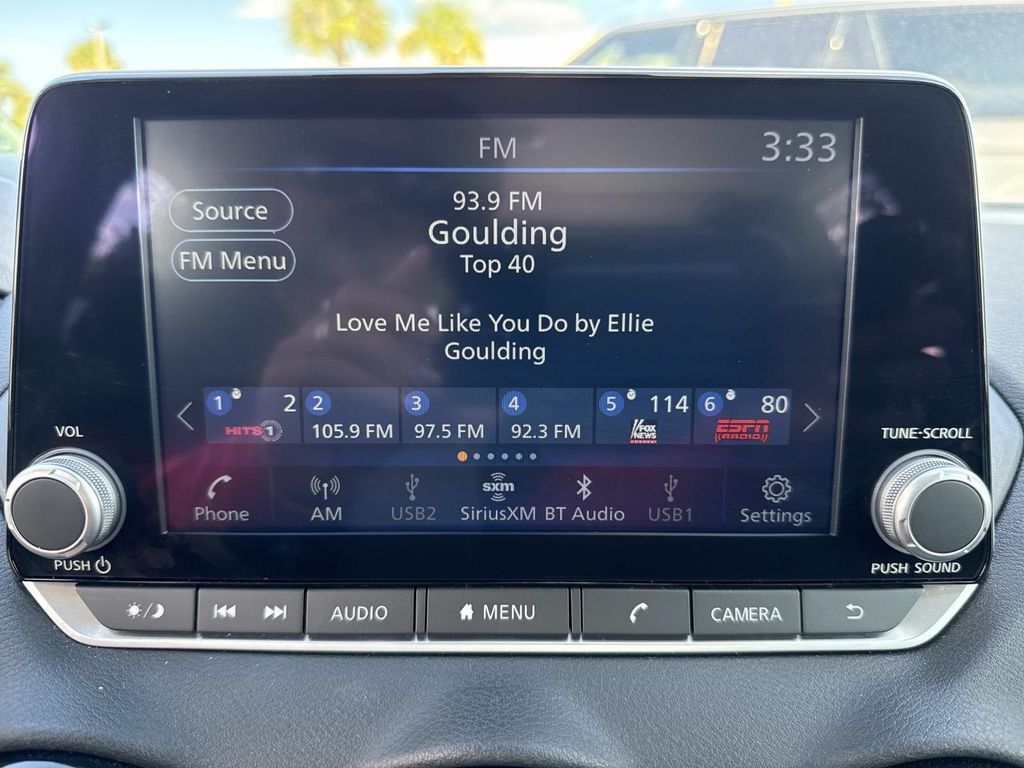 FM
3:33
Source
FM Menu
93.9 FM
Goulding
Top 40
Love Me Like You Do by Ellie
Goulding
1 2
HITS 1
2
105.9 FM
3
97.5 FM
4
92.3 FM
5 114
FOX
NEWS
6 80
ESPN
RADIO
Phone
AM
USB2
sxm
SiriusXM
BT Audio
USB1
Settings
VOL
PUSH
TUNE-SCROLL
PUSH SOUND
AUDIO
MENU
CAMERA